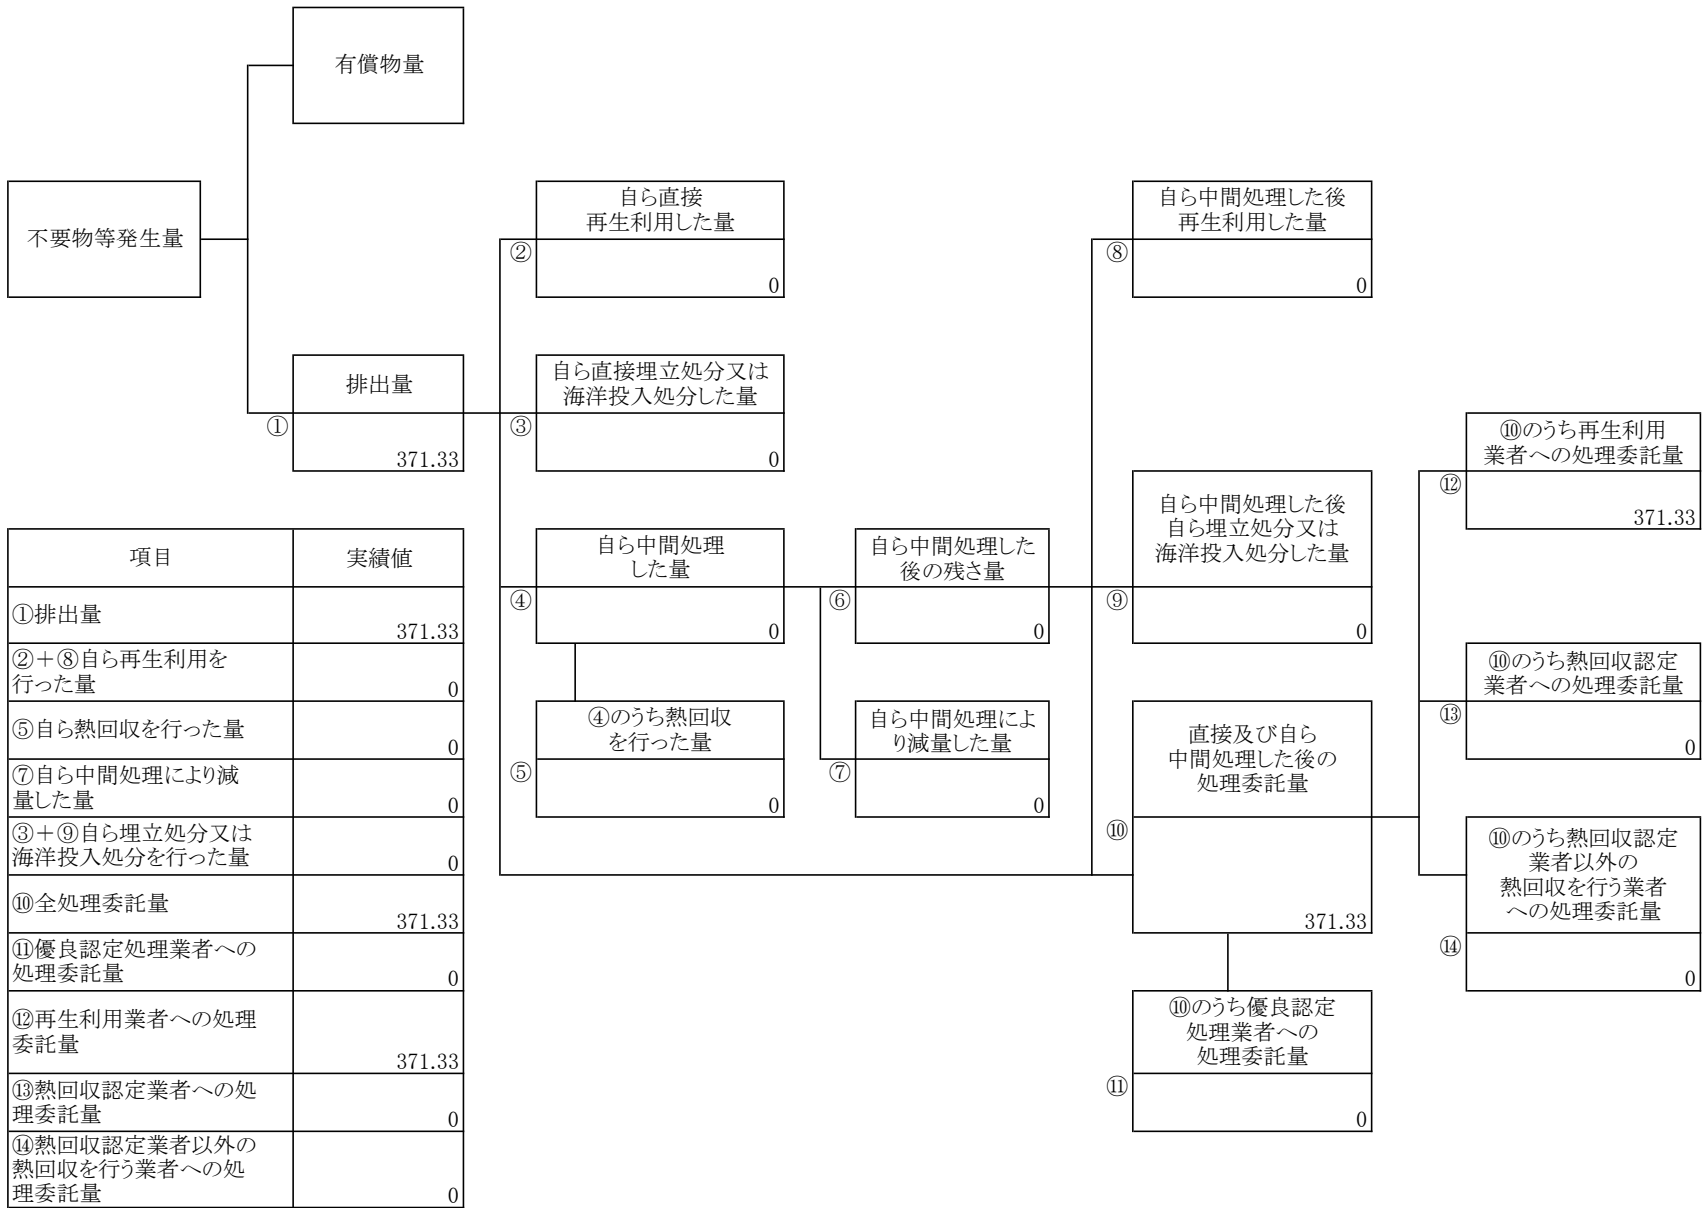 有償物量
不要物等発生量
自ら直接
再生利用した量
②
0
自ら中間処理した後
再生利用した量
⑧
0
排出量
①
371.33
自ら直接埋立処分又は
海洋投入処分した量
③
0
⑩のうち再生利用
業者への処理委託量
⑫
371.33
自ら中間処理
した量
④
0
自ら中間処理した
後の残さ量
⑥
0
自ら中間処理した後
自ら埋立処分又は
海洋投入処分した量
⑨
0
⑩のうち熱回収認定
業者への処理委託量
⑬
0
④のうち熱回収
を行った量
⑤
0
自ら中間処理によ
り減量した量
⑦
0
直接及び自ら
中間処理した後の
処理委託量
⑩
371.33
⑩のうち熱回収認定
業者以外の
熱回収を行う業者
への処理委託量
⑭
0
⑩のうち優良認定
処理業者への
処理委託量
⑪
0
項目 実績値
①排出量 371.33
②+⑧自ら再生利用を
行った量 0
⑤自ら熱回収を行った量 0
⑦自ら中間処理により減
量した量 0
③+⑨自ら埋立処分又は
海洋投入処分を行った量 0
⑩全処理委託量 371.33
⑪優良認定処理業者への
処理委託量 0
⑫再生利用業者への処理
委託量 371.33
⑬熱回収認定業者への処
理委託量 0
⑭熱回収認定業者以外の
熱回収を行う業者への処
理委託量 0